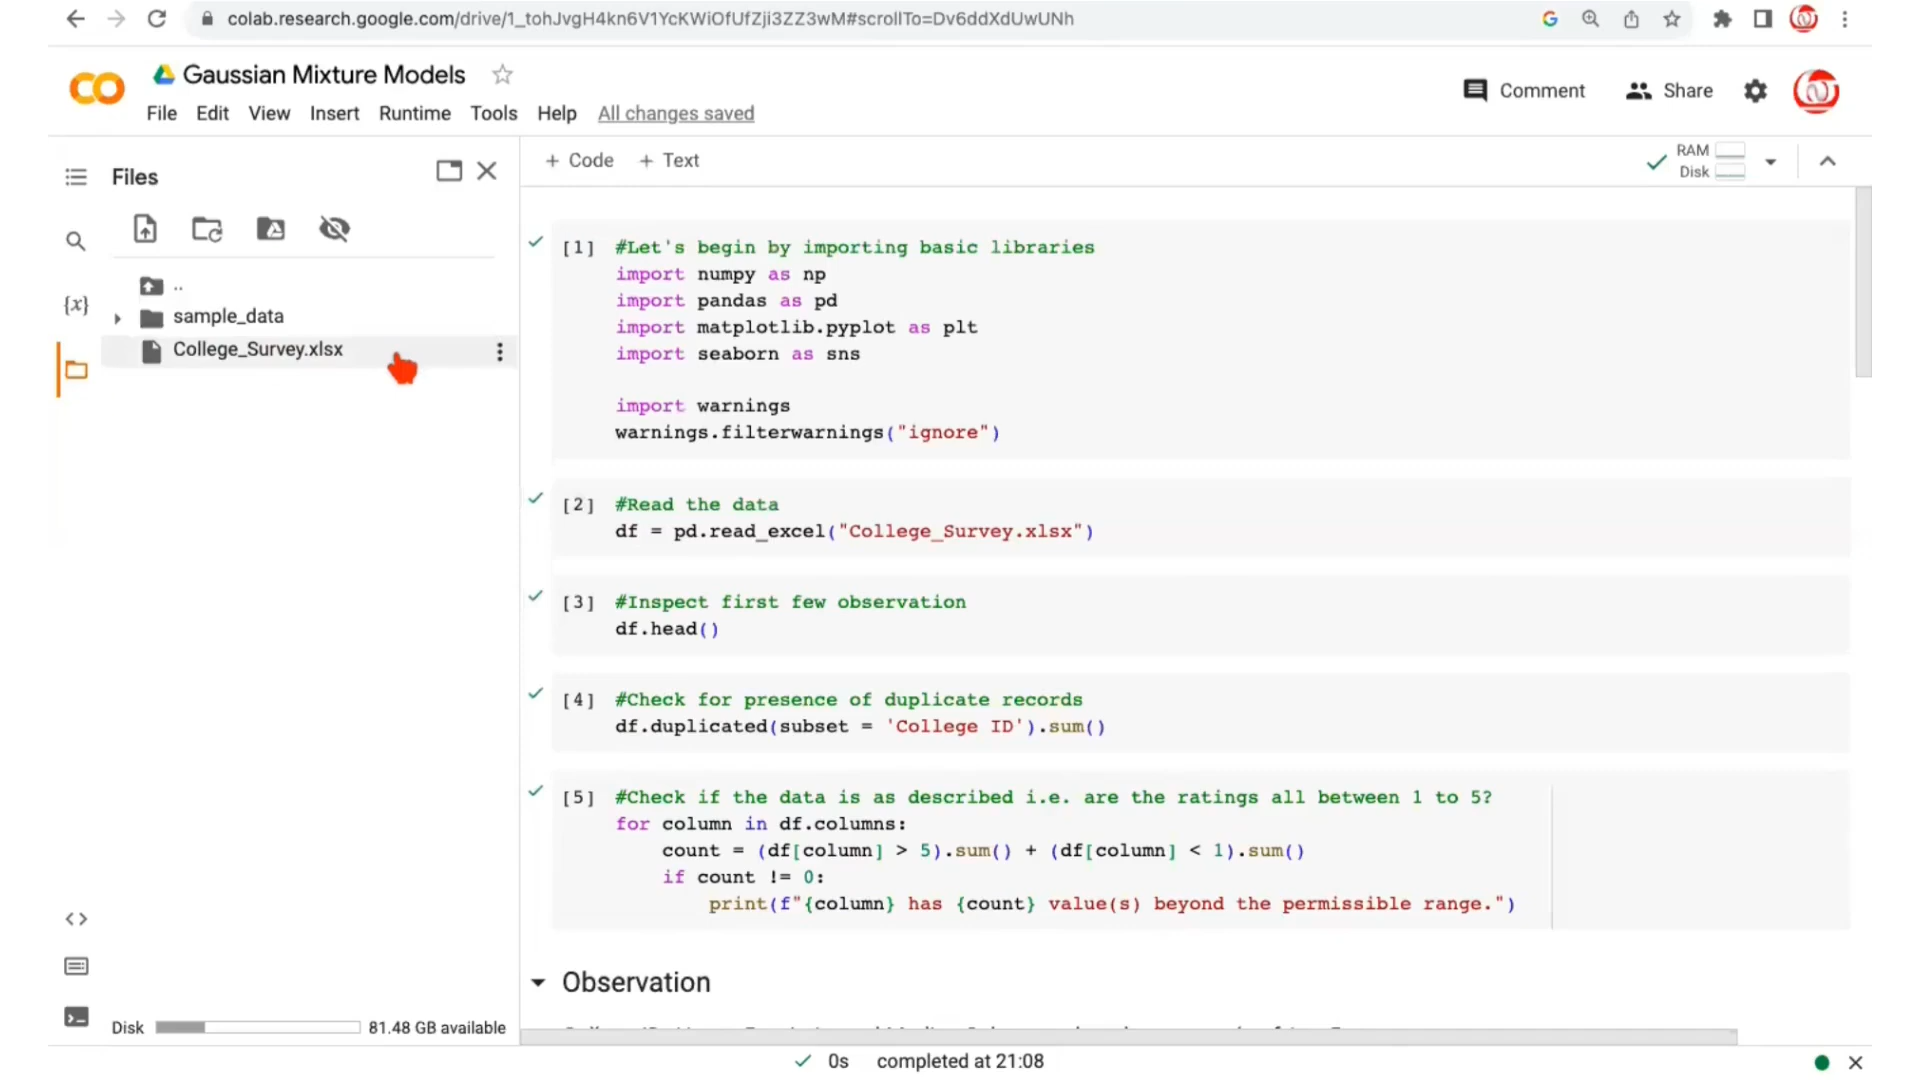 colab.research.google.com/drive/1_tohJvgH4kn6V1YcKWiOfUfZji3ZZ3wM#scrollTo=Dv6ddXdUwUNh
Gaussian Mixture Models
File Edit View Insert Runtime Tools Help All changes saved
Comment Share
Files
+ Code + Text
RAM
Disk
..
sample_data
College_Survey.xlsx
{x}
[1] #Let's begin by importing basic libraries
import numpy as np
import pandas as pd
import matplotlib.pyplot as plt
import seaborn as sns
import warnings
warnings.filterwarnings("ignore")
[2] #Read the data
df = pd.read_excel("College_Survey.xlsx")
[3] #Inspect first few observation
df.head()
[4] #Check for presence of duplicate records
df.duplicated(subset = 'College ID').sum()
[5] #Check if the data is as described i.e. are the ratings all between 1 to 5?
for column in df.columns:
count = (df[column] > 5).sum() + (df[column] < 1).sum()
if count != 0:
print(f"{column} has {count} value(s) beyond the permissible range.")
Observation
Disk 81.48 GB available
0s completed at 21:08